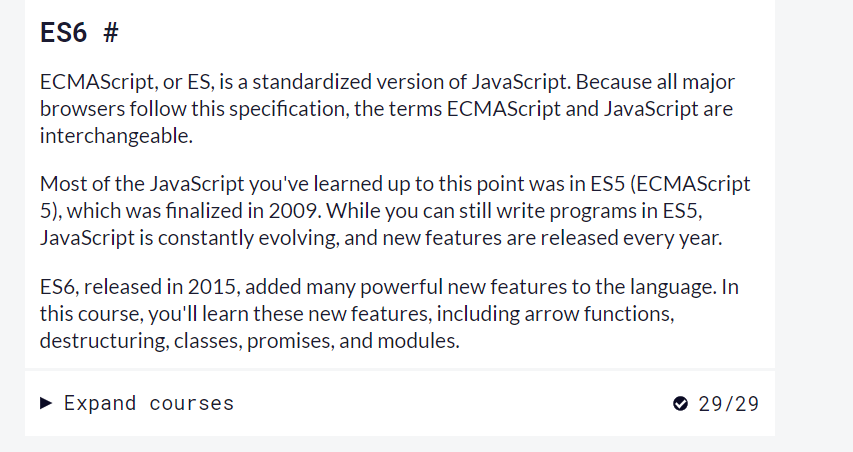 ES6 #
ECMAScript, or ES, is a standardized version of JavaScript. Because all major
browsers follow this specification, the terms ECMAScript and JavaScript are
interchangeable.
Most of the JavaScript you've learned up to this point was in ES5 (ECMAScript
5), which was finalized in 2009. While you can still write programs in ES5,
JavaScript is constantly evolving, and new features are released every year.
ES6, released in 2015, added many powerful new features to the language. In
this course, you'll learn these new features, including arrow functions,
destructuring, classes, promises, and modules.
Expand courses 29/29